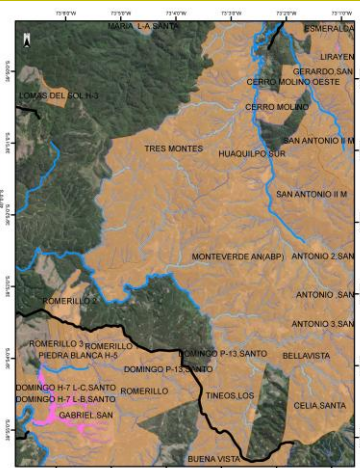 MARIA L-A.SANTA
ESMERALDA
LIRAYEN
GERARDO.SAN
CERRO MOLINO OESTE
LOMAS DEL SOL H-3
CERRO MOLINO
SAN ANTONIO II M
TRES MONTES
HUAQUILPO SUR
SAN ANTONIO II M
MONTEVERDE AN(ABP)
ANTONIO 2.SAN
ANTONIO .SAN
ROMERILLO 2
ANTONIO 3.SAN
ROMERILLO 3
ROMERILLO
PIEDRA BLANCA H-5
DOMINGO P-13.SANTO
BELLAVISTA
DOMINGO P-13.SANTO
DOMINGO H-7 L-C.SANTO
ROMERILLO
DOMINGO H-7 L-B.SANTO
TINEOS,LOS
CELIA.SANTA
GABRIEL.SAN
BUENA VISTA